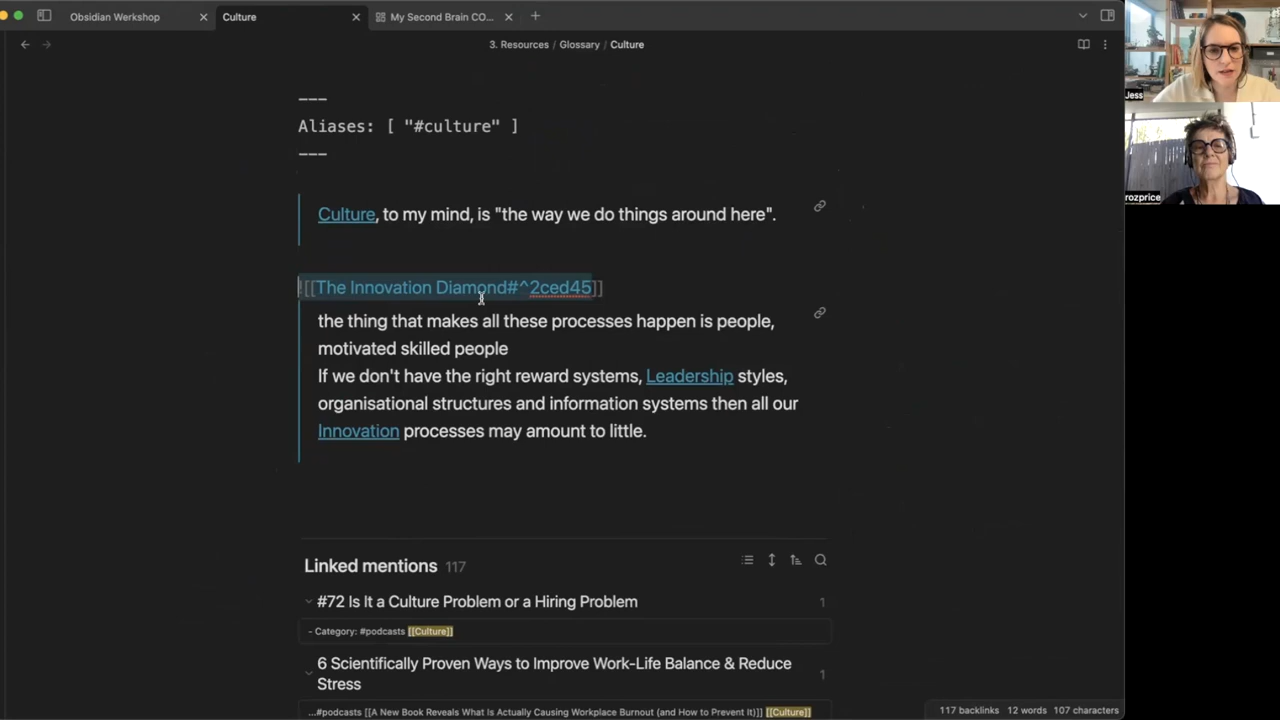 Obsidian Werkshop
Culture
My Second Brain CO...
3. Resources / Glossary / Culture
Jess
rozprice
---
Aliases: [ "#culture" ]
---
Culture, to my mind, is "the way we do things around here".
![[The Innovation Diamond#^2ced45]]
the thing that makes all these processes happen is people,
motivated skilled people
If we don't have the right reward systems, Leadership styles,
organisational structures and information systems then all our
Innovation processes may amount to little.
Linked mentions 117
#72 Is It a Culture Problem or a Hiring Problem 1
- Category: #podcasts [[Culture]]
6 Scientifically Proven Ways to Improve Work-Life Balance & Reduce
Stress 1
...#podcasts [[A New Book Reveals What Is Actually Causing Workplace Burnout (and How to Prevent It)]] [[Culture]]
117 backlinks 12 words 107 characters